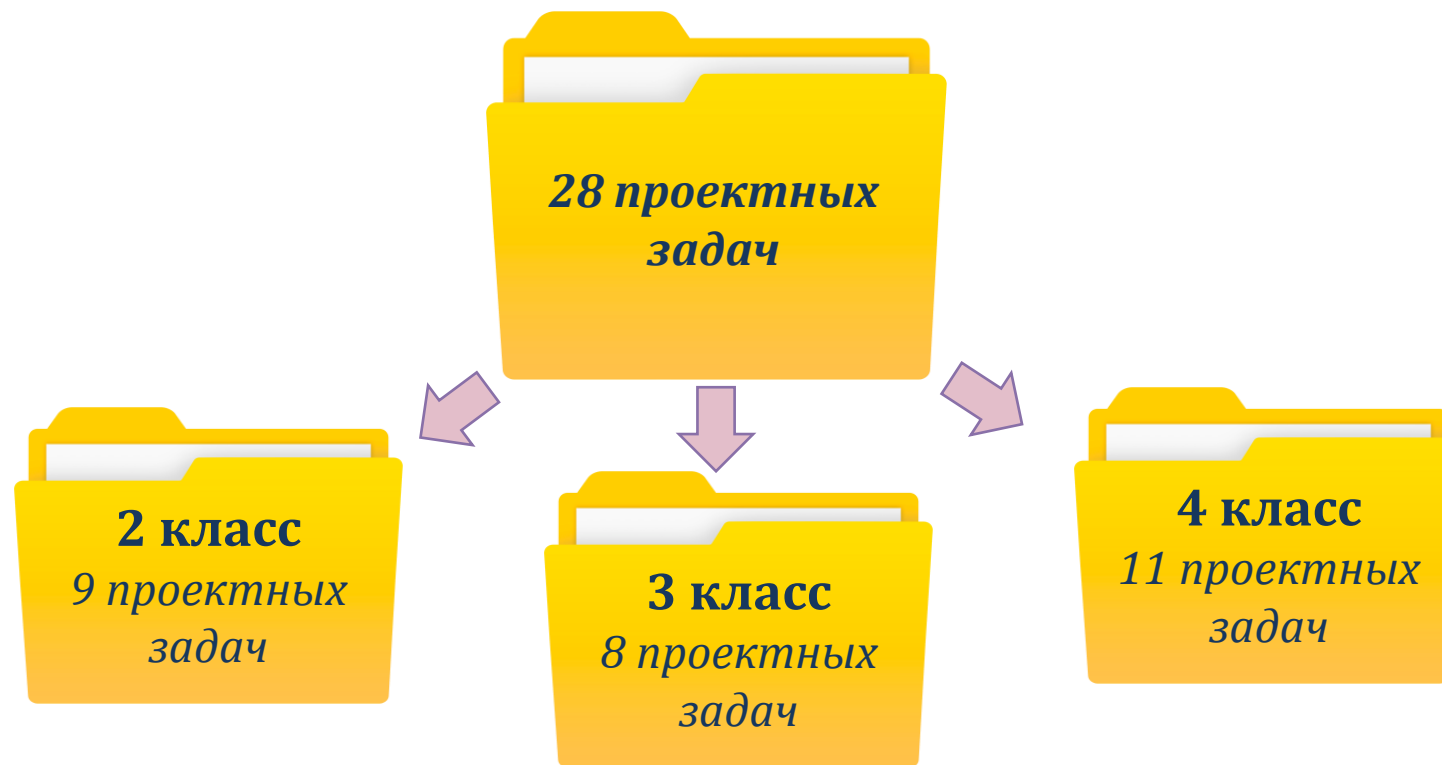 28 проектных
задач
2 класс
9 проектных
задач
3 класс
8 проектных
задач
4 класс
11 проектных
задач